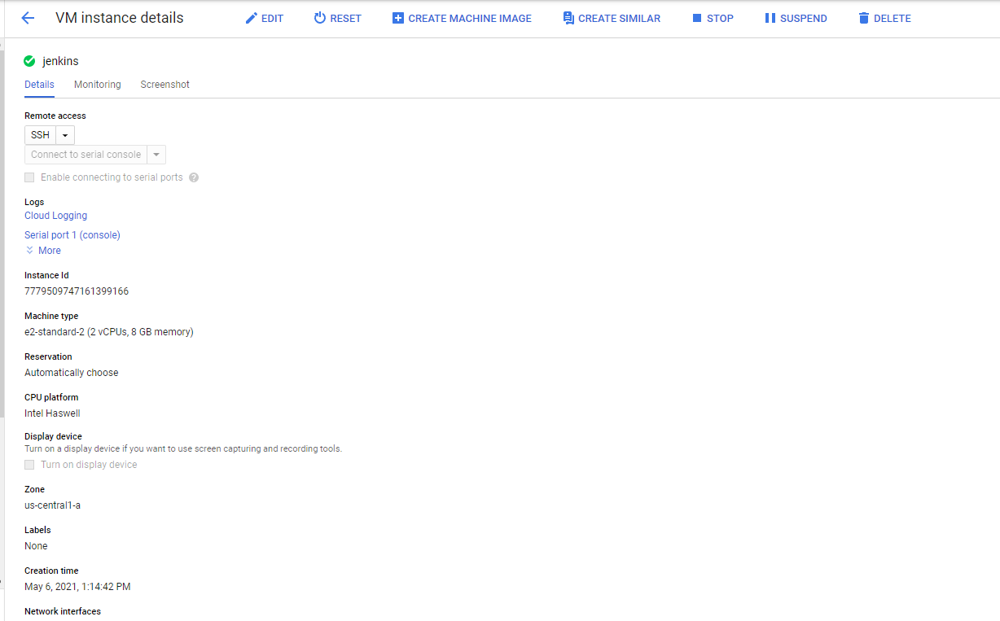 VM instance details EDIT RESET CREATE MACHINE IMAGE CREATE SIMILAR STOP SUSPEND DELETE
jenkins
Details Monitoring Screenshot
Remote access
SSH
Connect to serial console
Enable connecting to serial ports ?
Logs
Cloud Logging
Serial port 1 (console)
More
Instance Id
7779509747161399166
Machine type
e2-standard-2 (2 vCPUs, 8 GB memory)
Reservation
Automatically choose
CPU platform
Intel Haswell
Display device
Turn on a display device if you want to use screen capturing and recording tools.
Turn on display device
Zone
us-central1-a
Labels
None
Creation time
May 6, 2021, 1:14:42 PM
Network interfaces